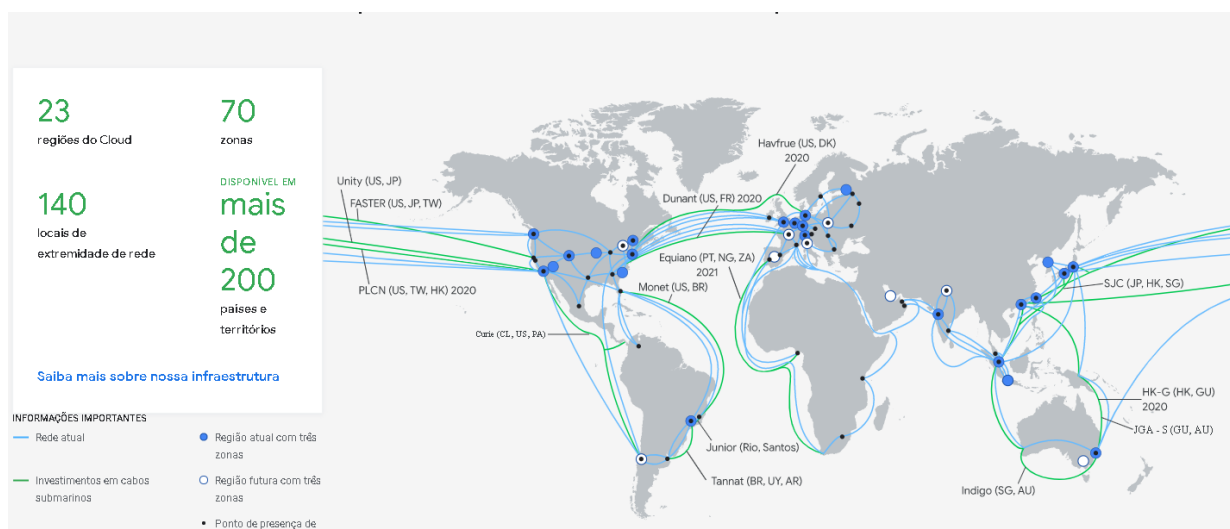 23
regiões do Cloud
70
zonas
140
locais de
extremidade de rede
DISPONÍVEL EM
mais
de
200
países e
territórios
Saiba mais sobre nossa infraestrutura
INFORMAÇÕES IMPORTANTES
Rede atual
Investimentos em cabos
submarinos
Região atual com três
zonas
Região futura com três
zonas
Ponto de presença de
Unity (US, JP)
FASTER (US, JP, TW)
PLCN (US, TW, HK) 2020
Curie (CL, US, PA)
Havfrue (US, DK)
2020
Dunant (US, FR) 2020
Equiano (PT, NG, ZA)
2021
Monet (US, BR)
Junior (Rio, Santos)
Tannat (BR, UY, AR)
SJC (JP, HK, SG)
HK-G (HK, GU)
2020
JGA - S (GU, AU)
Indigo (SG, AU)